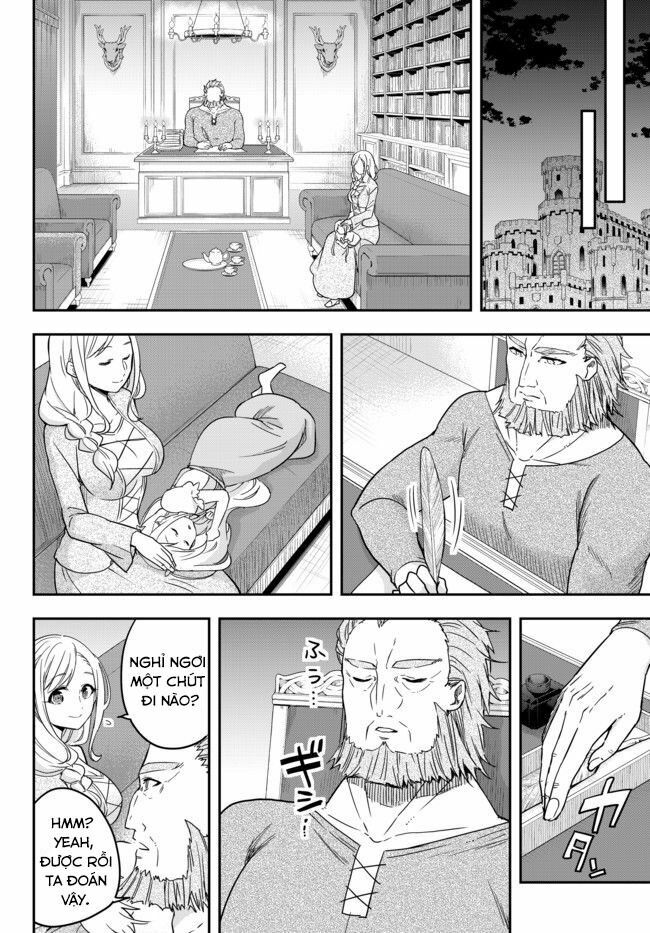 カタン
ふぅ…
ギシ…
NGHỈ NGƠI
MỘT CHÚT
ĐI NÀO?
HMM?
YEAH,
ĐƯỢC RỒI
TA ĐOÁN
VẬY.